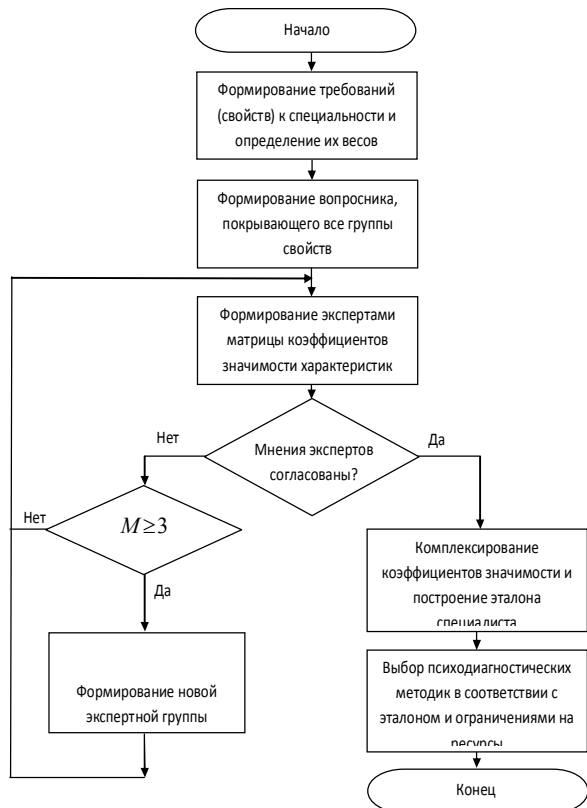 Начало
Формирование требований
(свойств) к специальности и
определение их весов
Формирование вопросника,
покрывающего все группы
свойств
Формирование экспертами
матрицы коэффициентов
значимости характеристик
Нет
Мнения экспертов
согласованы?
Да
Нет
M≥3
Да
Формирование новой
экспертной группы
Комплексирование
коэффициентов значимости и
построение эталона
специалиста
Выбор психодиагностических
методик в соответствии с
эталоном и ограничениями на
ресурсы
Конец